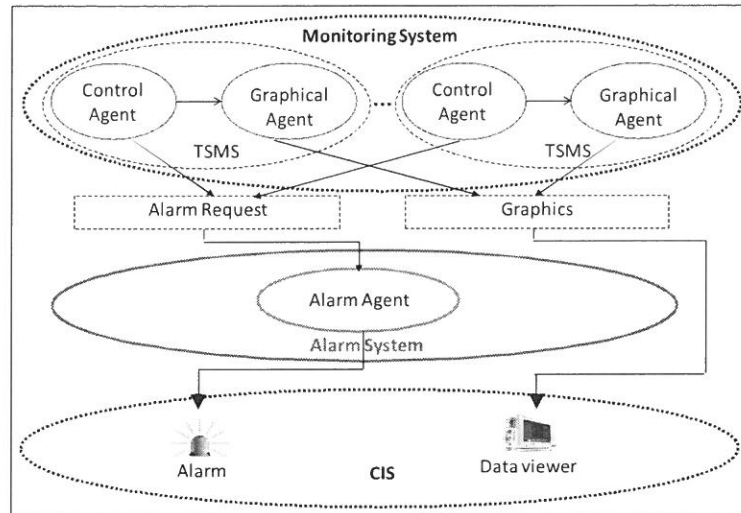 Monitoring System
Control
Agent
Graphical
Agent
...
Control
Agent
Graphical
Agent
TSMS
TSMS
Alarm Request
Graphics
Alarm Agent
Alarm System
Alarm
CIS
Data viewer